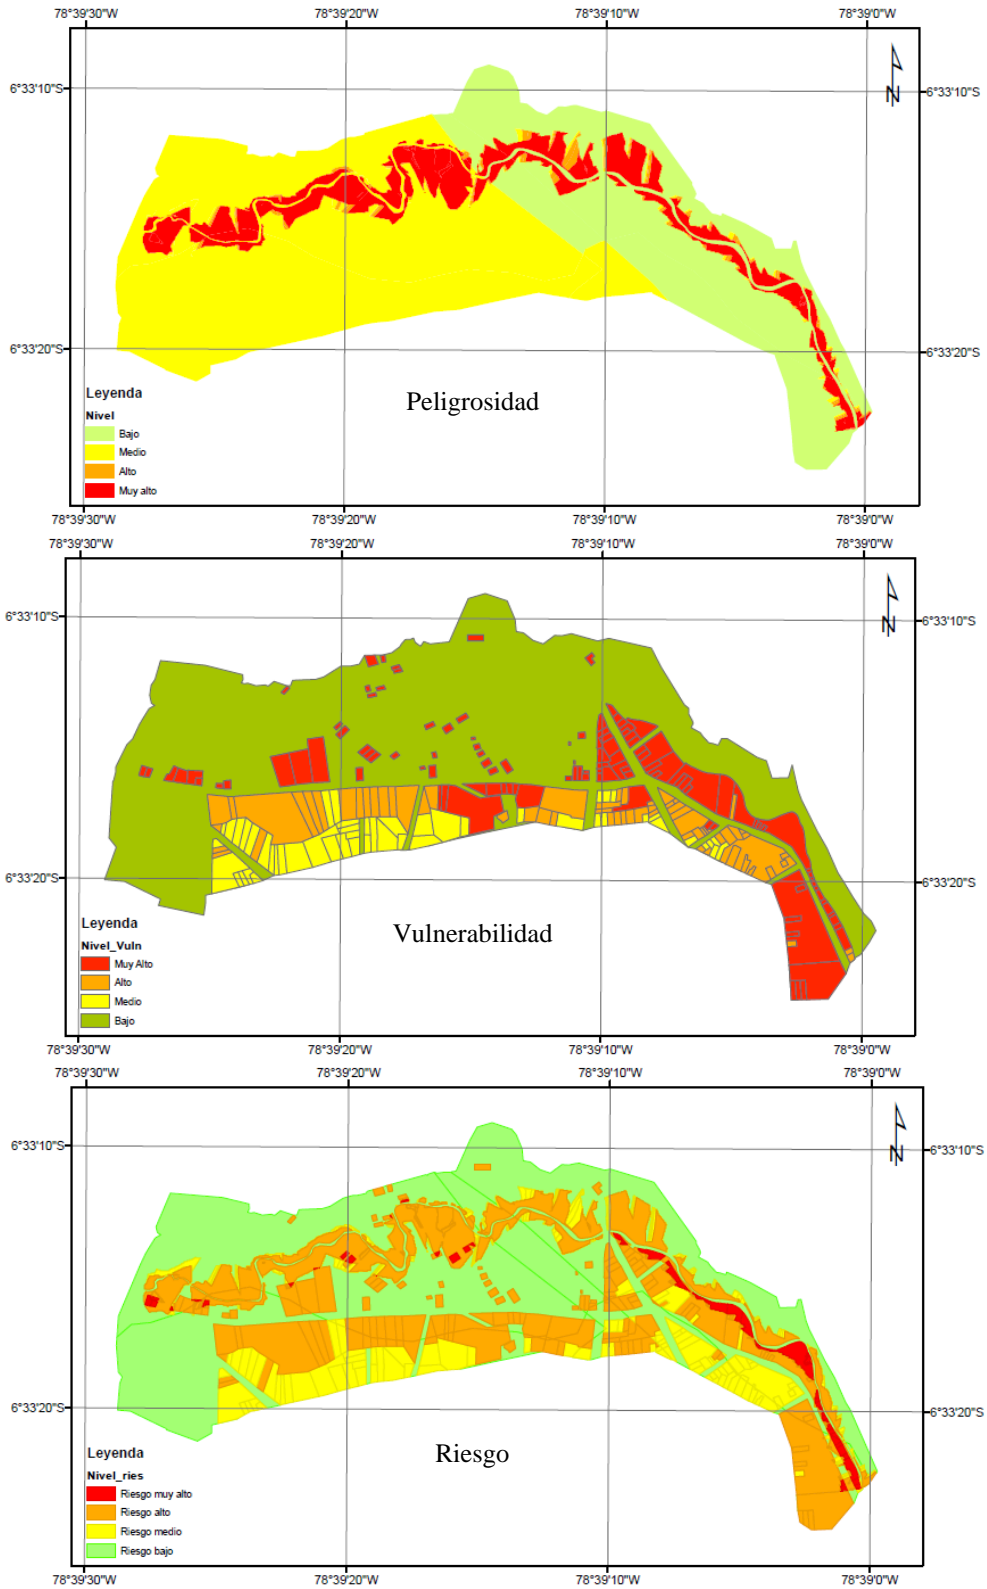 78°39'30"W 78°39'20"W 78°39'10"W 78°39'0"W
6°33'10"S 6°33'10"S
N
6°33'20"S 6°33'20"S
Leyenda
Peligrosidad
Nivel
Bajo
Medio
Alto
Muy alto
78°39'30"W 78°39'20"W 78°39'10"W 78°39'0"W
78°39'30"W 78°39'20"W 78°39'10"W 78°39'0"W
6°33'10"S 6°33'10"S
N
6°33'20"S 6°33'20"S
Leyenda
Vulnerabilidad
Nivel_Vuln
Muy Alto
Alto
Medio
Bajo
78°39'30"W 78°39'20"W 78°39'10"W 78°39'0"W
78°39'30"W 78°39'20"W 78°39'10"W 78°39'0"W
6°33'10"S 6°33'10"S
N
6°33'20"S 6°33'20"S
Leyenda
Riesgo
Nivel_ries
Riesgo muy alto
Riesgo alto
Riesgo medio
Riesgo bajo
78°39'30"W 78°39'20"W 78°39'10"W 78°39'0"W